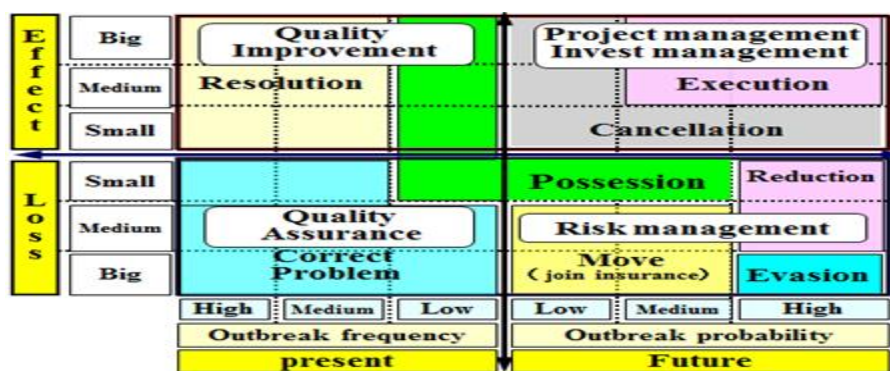 Effect
Big
Quality
Improvement
Project management
Invest management
Medium
Resolution
Execution
Small
Cancellation
Loss
Small
Possession
Reduction
Medium
Quality
Assurance
Risk management
Big
Correct
Problem
Move
( join insurance)
Evasion
High
Medium
Low
Low
Medium
High
Outbreak frequency
Outbreak probability
present
Future